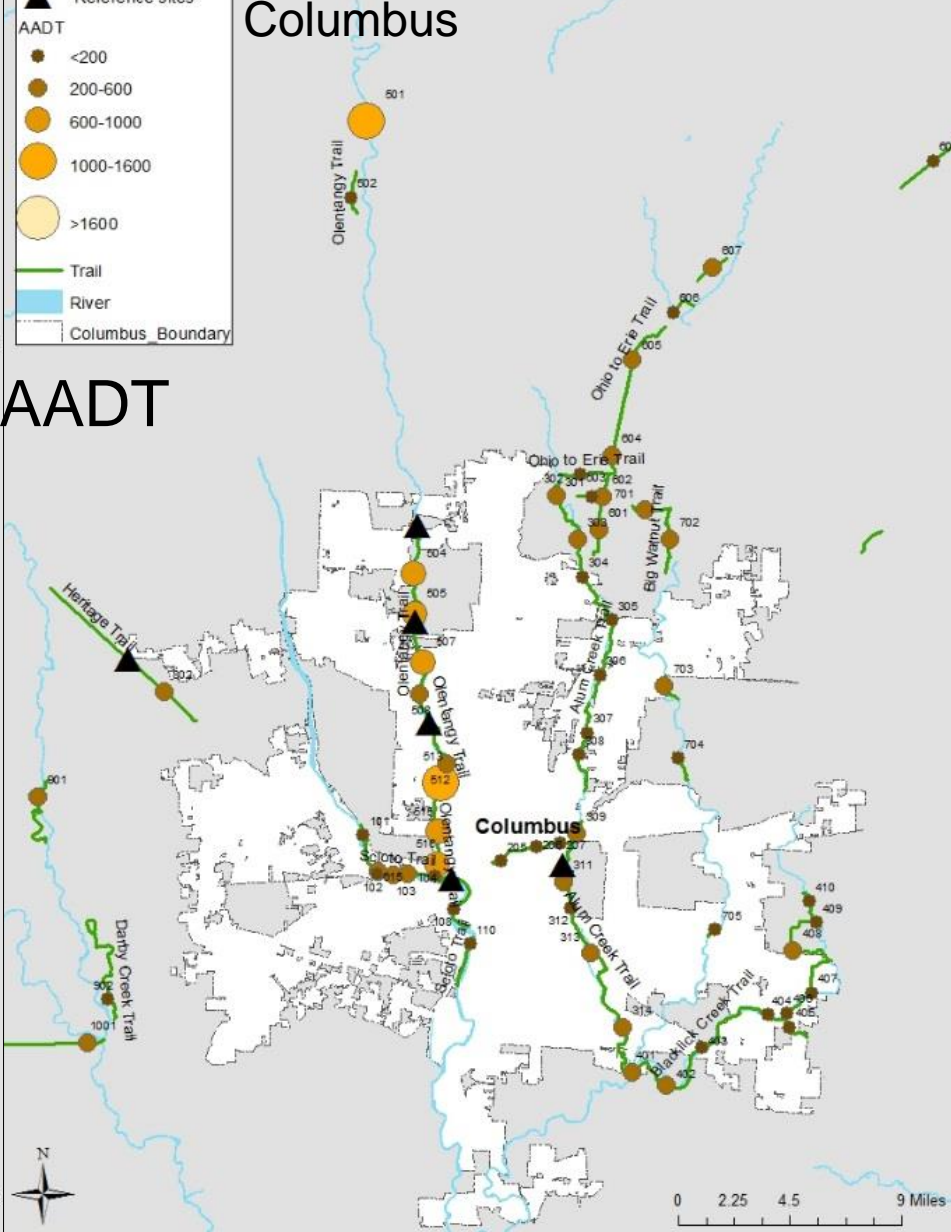 Reference Sites
Columbus
AADT
<200
200-600
600-1000
1000-1600
>1600
Trail
River
Columbus_Boundary
AADT
501
502
Olentangy Trail
607
606
605
Ohio to Erie Trail
604
Ohio to Erie Trail
302
301
603
602
701
601
303
702
Big Walnut Trail
304
504
505
Olentangy Trail
507
305
306
Alum Creek Trail
Heritage Trail
802
703
508
Olentangy Trail
307
308
704
513
512
901
515
Olentangy Trail
516
101
Scioto Trail
Columbus
309
205
206
207
311
102
103
104
108
110
Scioto Trail
312
313
Alum Creek Trail
410
409
408
705
407
Darby Creek Trail
902
1001
314
404
405
Blacklick Creek Trail
403
401
402
N
0 2.25 4.5 9 Miles